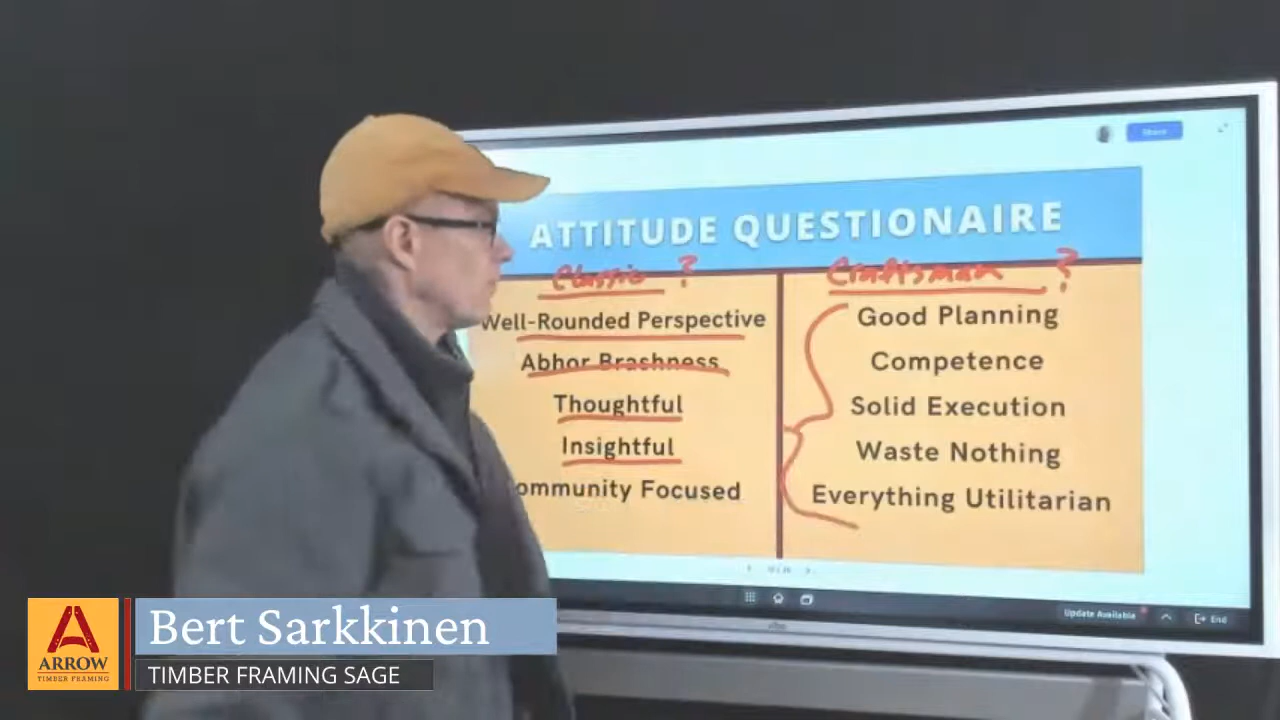 Share
ATTITUDE QUESTIONAIRE
Classic ?
Well-Rounded Perspective
Abhor Brashness
Thoughtful
Insightful
ommunity Focused
Craftsman ?
Good Planning
Competence
Solid Execution
Waste Nothing
Everything Utilitarian
Update Available
End
A
ARROW
TIMBER FRAMING
Bert Sarkkinen
TIMBER FRAMING SAGE